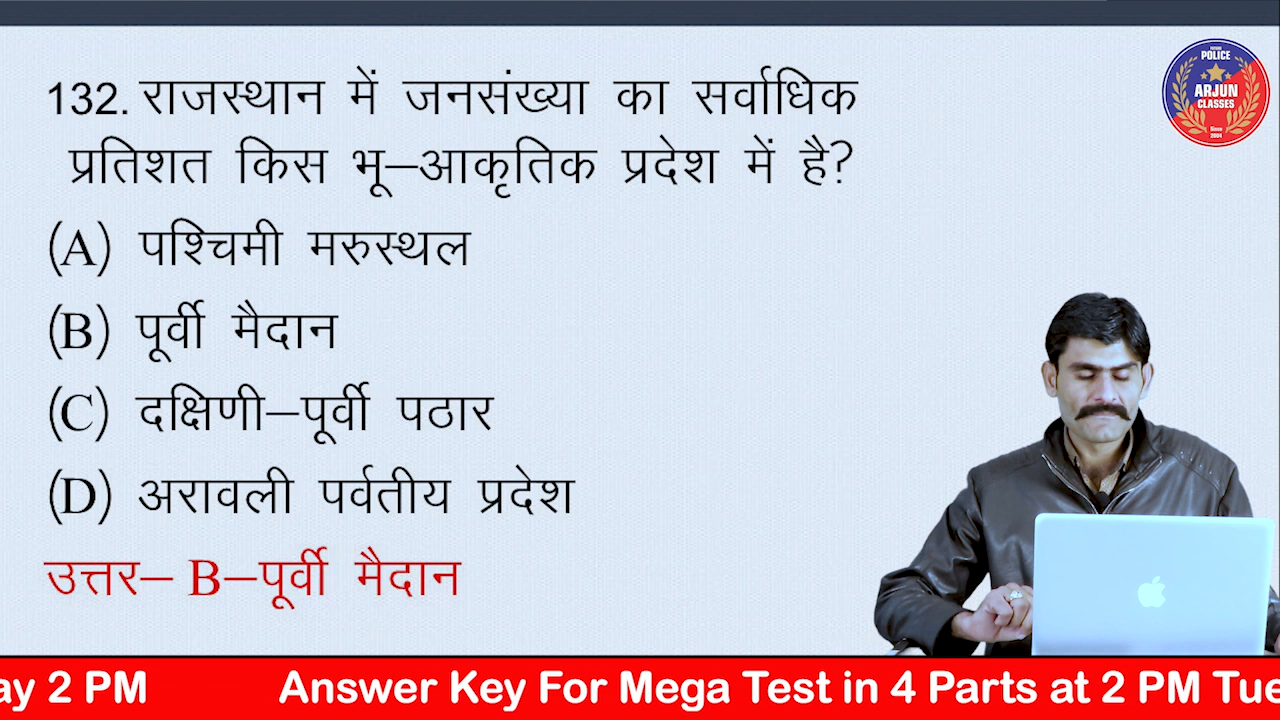 132. राजस्थान में जनसंख्या का सर्वाधिक
प्रतिशत किस भू–आकृतिक प्रदेश में है?
(A) पश्चिमी मरुस्थल
(B) पूर्वी मैदान
(C) दक्षिणी–पूर्वी पठार
(D) अरावली पर्वतीय प्रदेश
उत्तर– B–पूर्वी मैदान
POLICE
ARJUN
CLASSES
Since
2004
ay 2 PM Answer Key For Mega Test in 4 Parts at 2 PM Tue